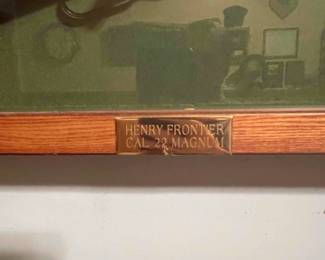 HENRY FRONTIER
CAL. 22 MAGNUM